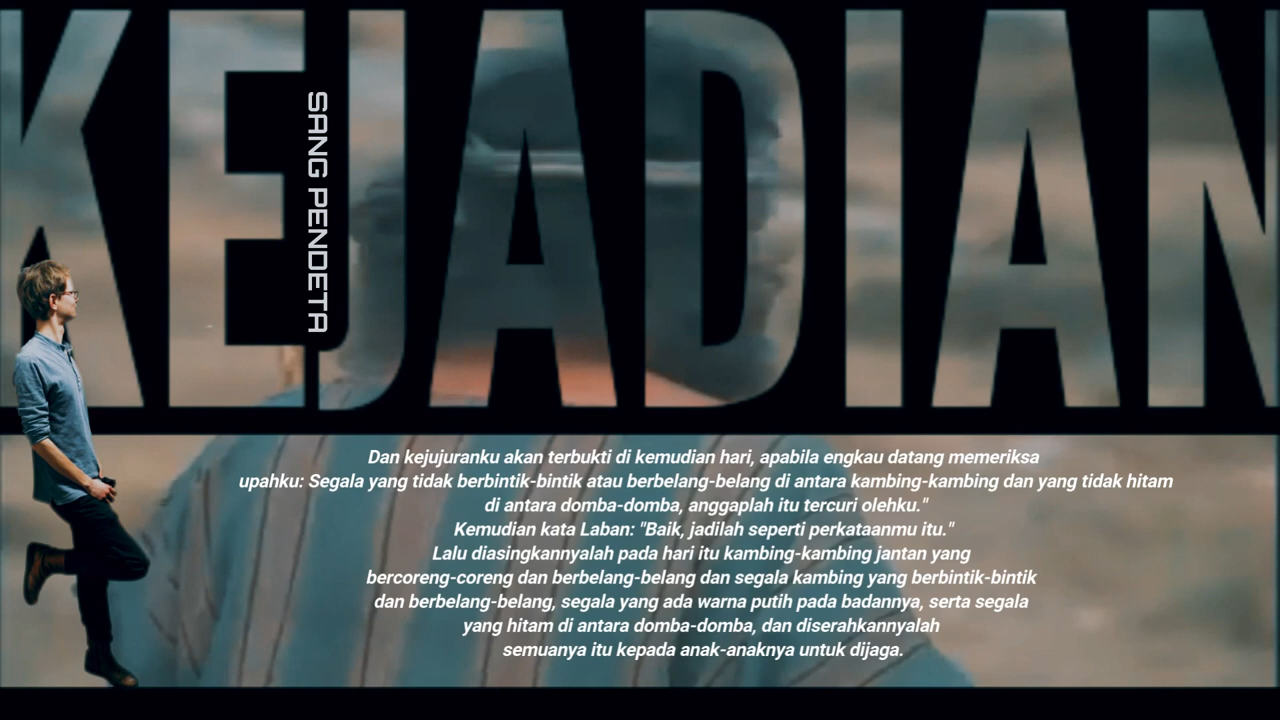 KEJADIAN
SANG PENDETA
Dan kejujuranku akan terbukti di kemudian hari, apabila engkau datang memeriksa
upahku: Segala yang tidak berbintik-bintik atau berbelang-belang di antara kambing-kambing dan yang tidak hitam
di antara domba-domba, anggaplah itu tercuri olehku."
Kemudian kata Laban: "Baik, jadilah seperti perkataanmu itu."
Lalu diasingkannyalah pada hari itu kambing-kambing jantan yang
bercoreng-coreng dan berbelang-belang dan segala kambing yang berbintik-bintik
dan berbelang-belang, segala yang ada warna putih pada badannya, serta segala
yang hitam di antara domba-domba, dan diserahkannyalah
semuanya itu kepada anak-anaknya untuk dijaga.